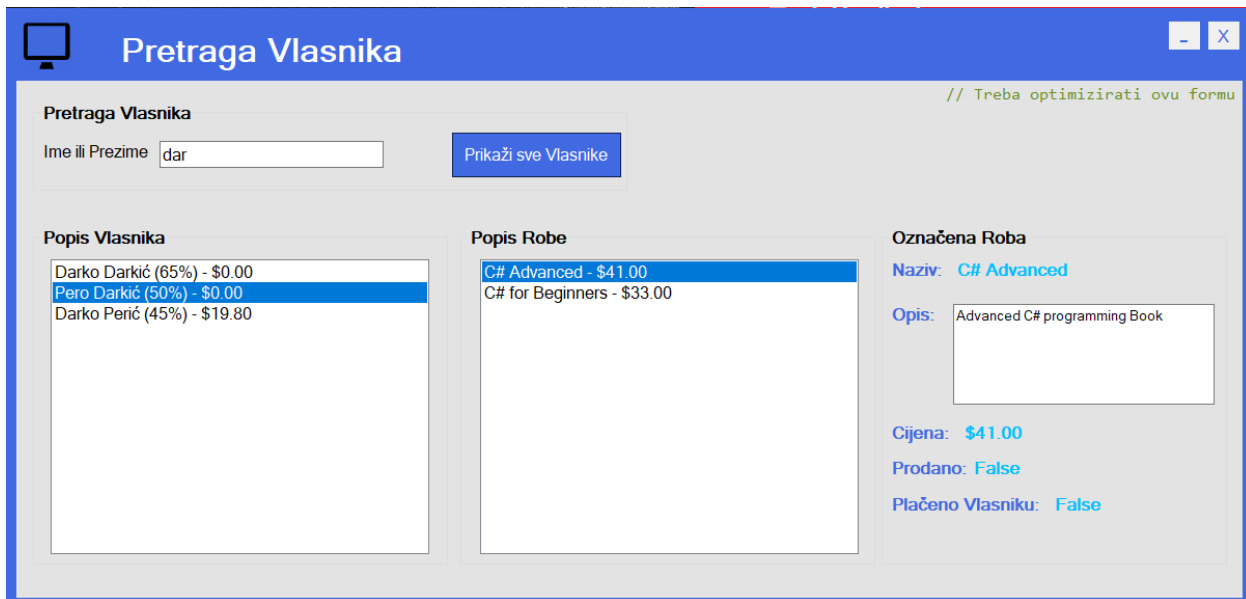 Pretraga Vlasnika
_ X
// Treba optimizirati ovu formu
Pretraga Vlasnika
Ime ili Prezime dar Prikaži sve Vlasnike
Popis Vlasnika
Darko Darkić (65%) - $0.00
Pero Darkić (50%) - $0.00
Darko Perić (45%) - $19.80
Popis Robe
C# Advanced - $41.00
C# for Beginners - $33.00
Označena Roba
Naziv: C# Advanced
Opis: Advanced C# programming Book
Cijena: $41.00
Prodano: False
Plačeno Vlasniku: False